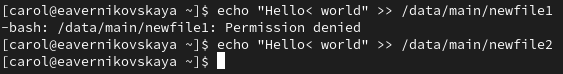 [carol@eavernikovskaya ~]$ echo "Hello< world" >> /data/main/newfile1
-bash: /data/main/newfile1: Permission denied
[carol@eavernikovskaya ~]$ echo "Hello< world" >> /data/main/newfile2
[carol@eavernikovskaya ~]$